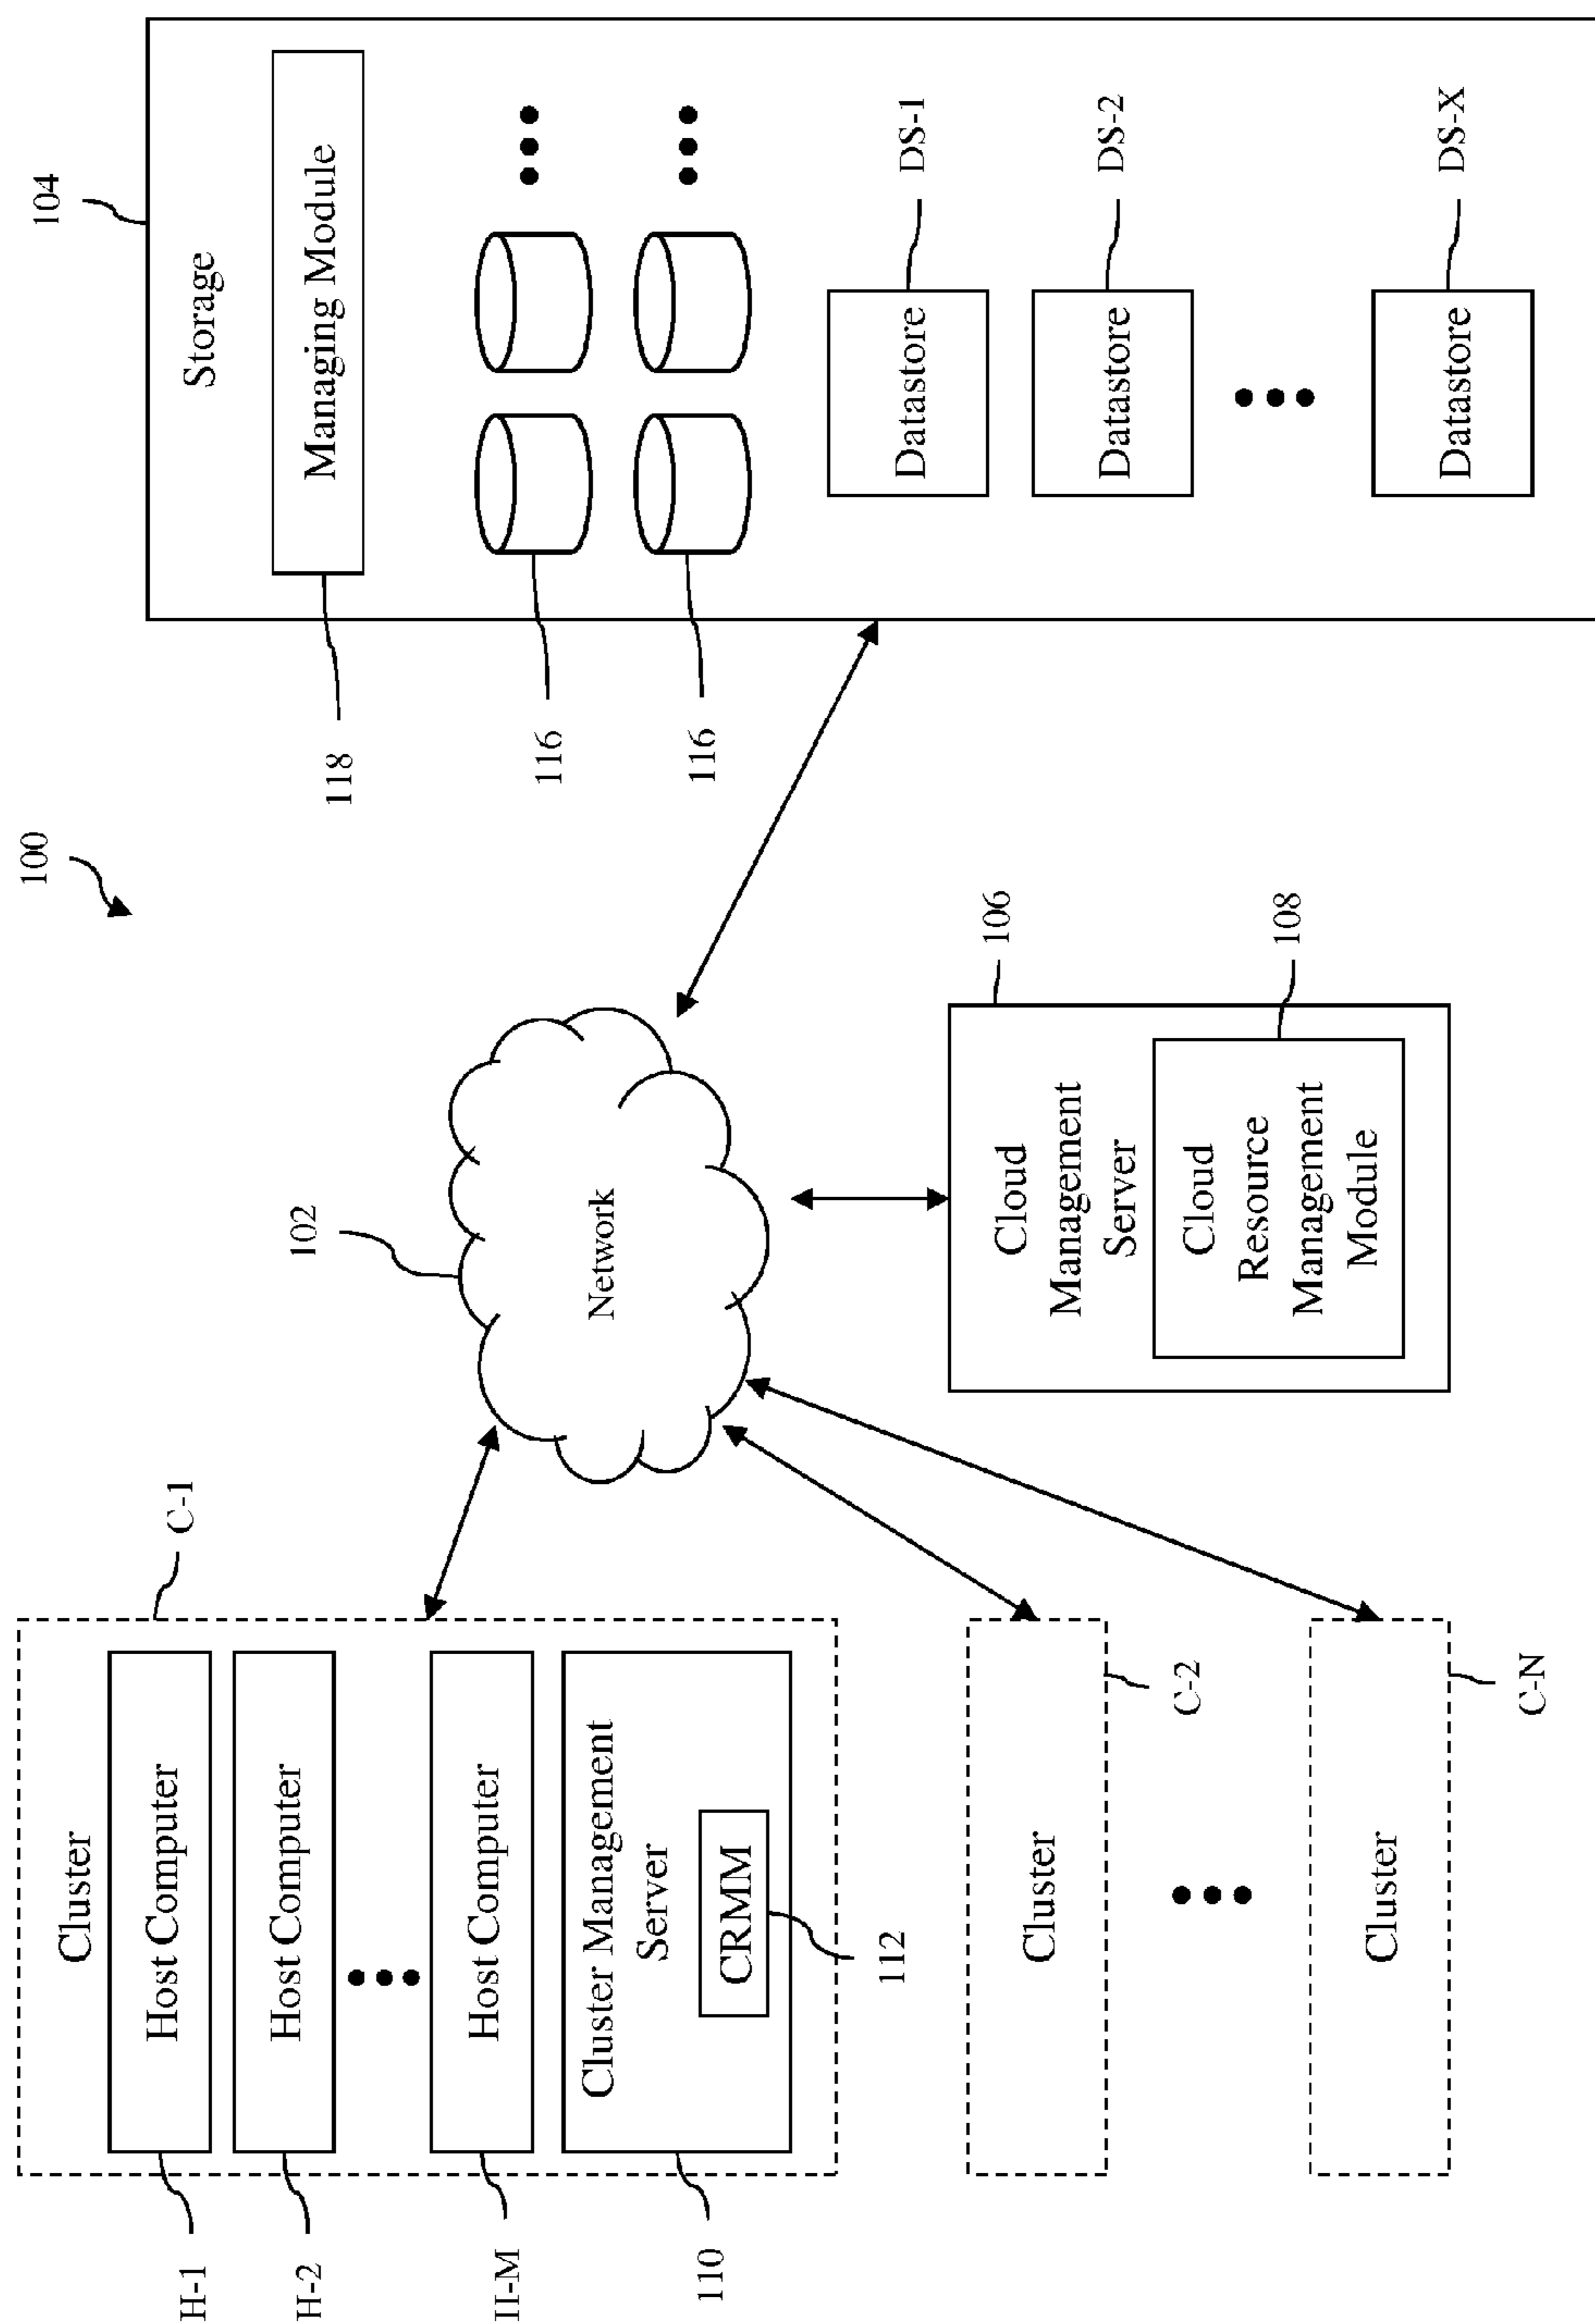 100
Cluster
C-1
H-1
Host Computer
H-2
Host Computer
H-M
Host Computer
110
Cluster Management
Server
CRMM
112
Cluster
C-2
Cluster
C-N
102
Network
106
Cloud
Management
Server
108
Cloud
Resource
Management
Module
104
Storage
118
Managing Module
116
116
Datastore
DS-1
Datastore
DS-2
Datastore
DS-X